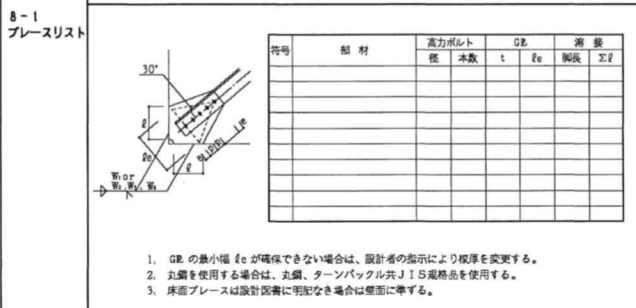 8-1
ブレースリスト
符号
部材
高力ボルト
GR.
溶接
径
本数
t
ℓe
脚長
Σℓ
30°
ℓ
ℓe
ℓ
e
P
P
e
W₁or
1. GR. の最小幅 ℓe が確保できない場合は、設計者の指示により板厚を変更する。
2. 丸鋼を使用する場合は、丸鋼、ターンバックル共JIS規格品を使用する。
3. 床面ブレースは設計図書に明記なき場合は壁面に準ずる。